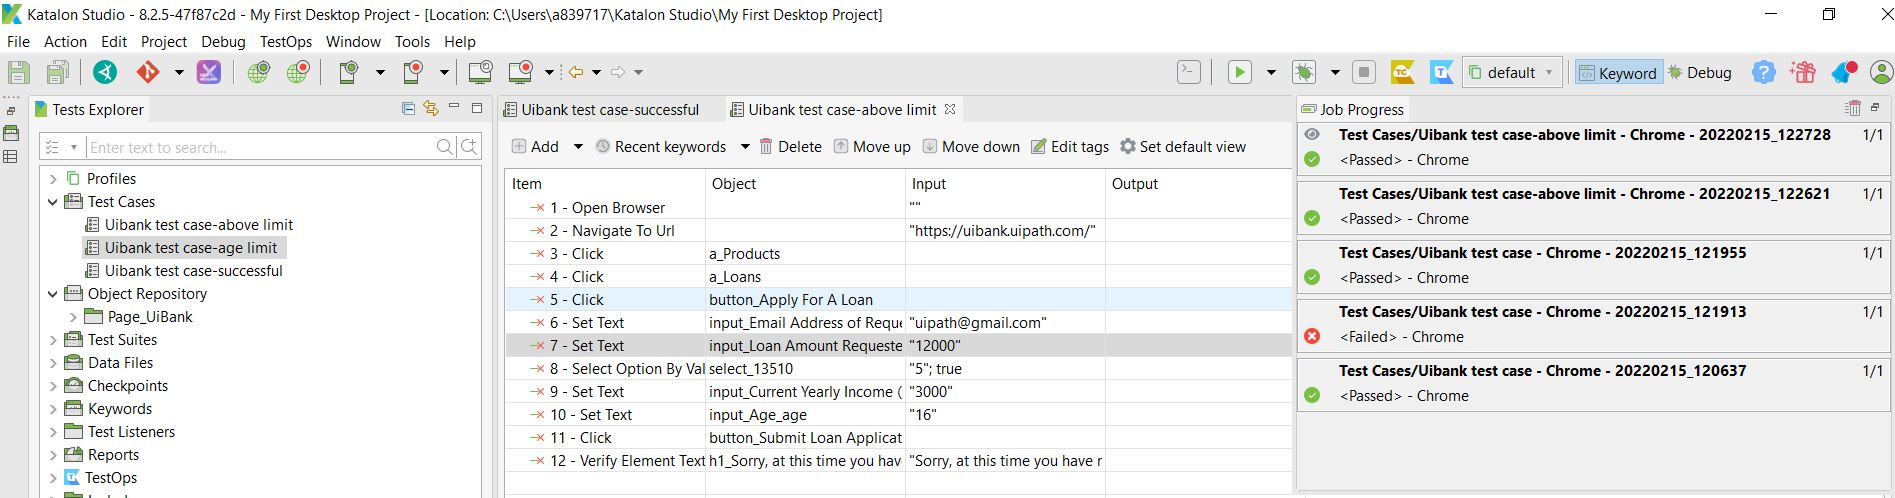 Katalon Studio - 8.2.5-47f87c2d - My First Desktop Project - [Location: C:\Users\a839717\Katalon Studio\My First Desktop Project]
File Action Edit Project Debug TestOps Window Tools Help
TC T default Keyword Debug
Tests Explorer
Enter text to search...
Profiles
Test Cases
Uibank test case-above limit
Uibank test case-age limit
Uibank test case-successful
Object Repository
Page_UiBank
Test Suites
Data Files
Checkpoints
Keywords
Test Listeners
Reports
TestOps
Uibank test case-successful Uibank test case-above limit
Add Recent keywords Delete Move up Move down Edit tags Set default view
Item Object Input Output
1 - Open Browser ""
2 - Navigate To Url "https://uibank.uipath.com/"
3 - Click a_Products
4 - Click a_Loans
5 - Click button_Apply For A Loan
6 - Set Text input_Email Address of Reque "uipath@gmail.com"
7 - Set Text input_Loan Amount Requeste "12000"
8 - Select Option By Val select_13510 "5"; true
9 - Set Text input_Current Yearly Income ( "3000"
10 - Set Text input_Age_age "16"
11 - Click button_Submit Loan Applicat
12 - Verify Element Text h1_Sorry, at this time you hav "Sorry, at this time you have r
Job Progress
Test Cases/Uibank test case-above limit - Chrome - 20220215_122728 1/1
<Passed> - Chrome
Test Cases/Uibank test case-above limit - Chrome - 20220215_122621 1/1
<Passed> - Chrome
Test Cases/Uibank test case - Chrome - 20220215_121955 1/1
<Passed> - Chrome
Test Cases/Uibank test case - Chrome - 20220215_121913 1/1
<Failed> - Chrome
Test Cases/Uibank test case - Chrome - 20220215_120637 1/1
<Passed> - Chrome